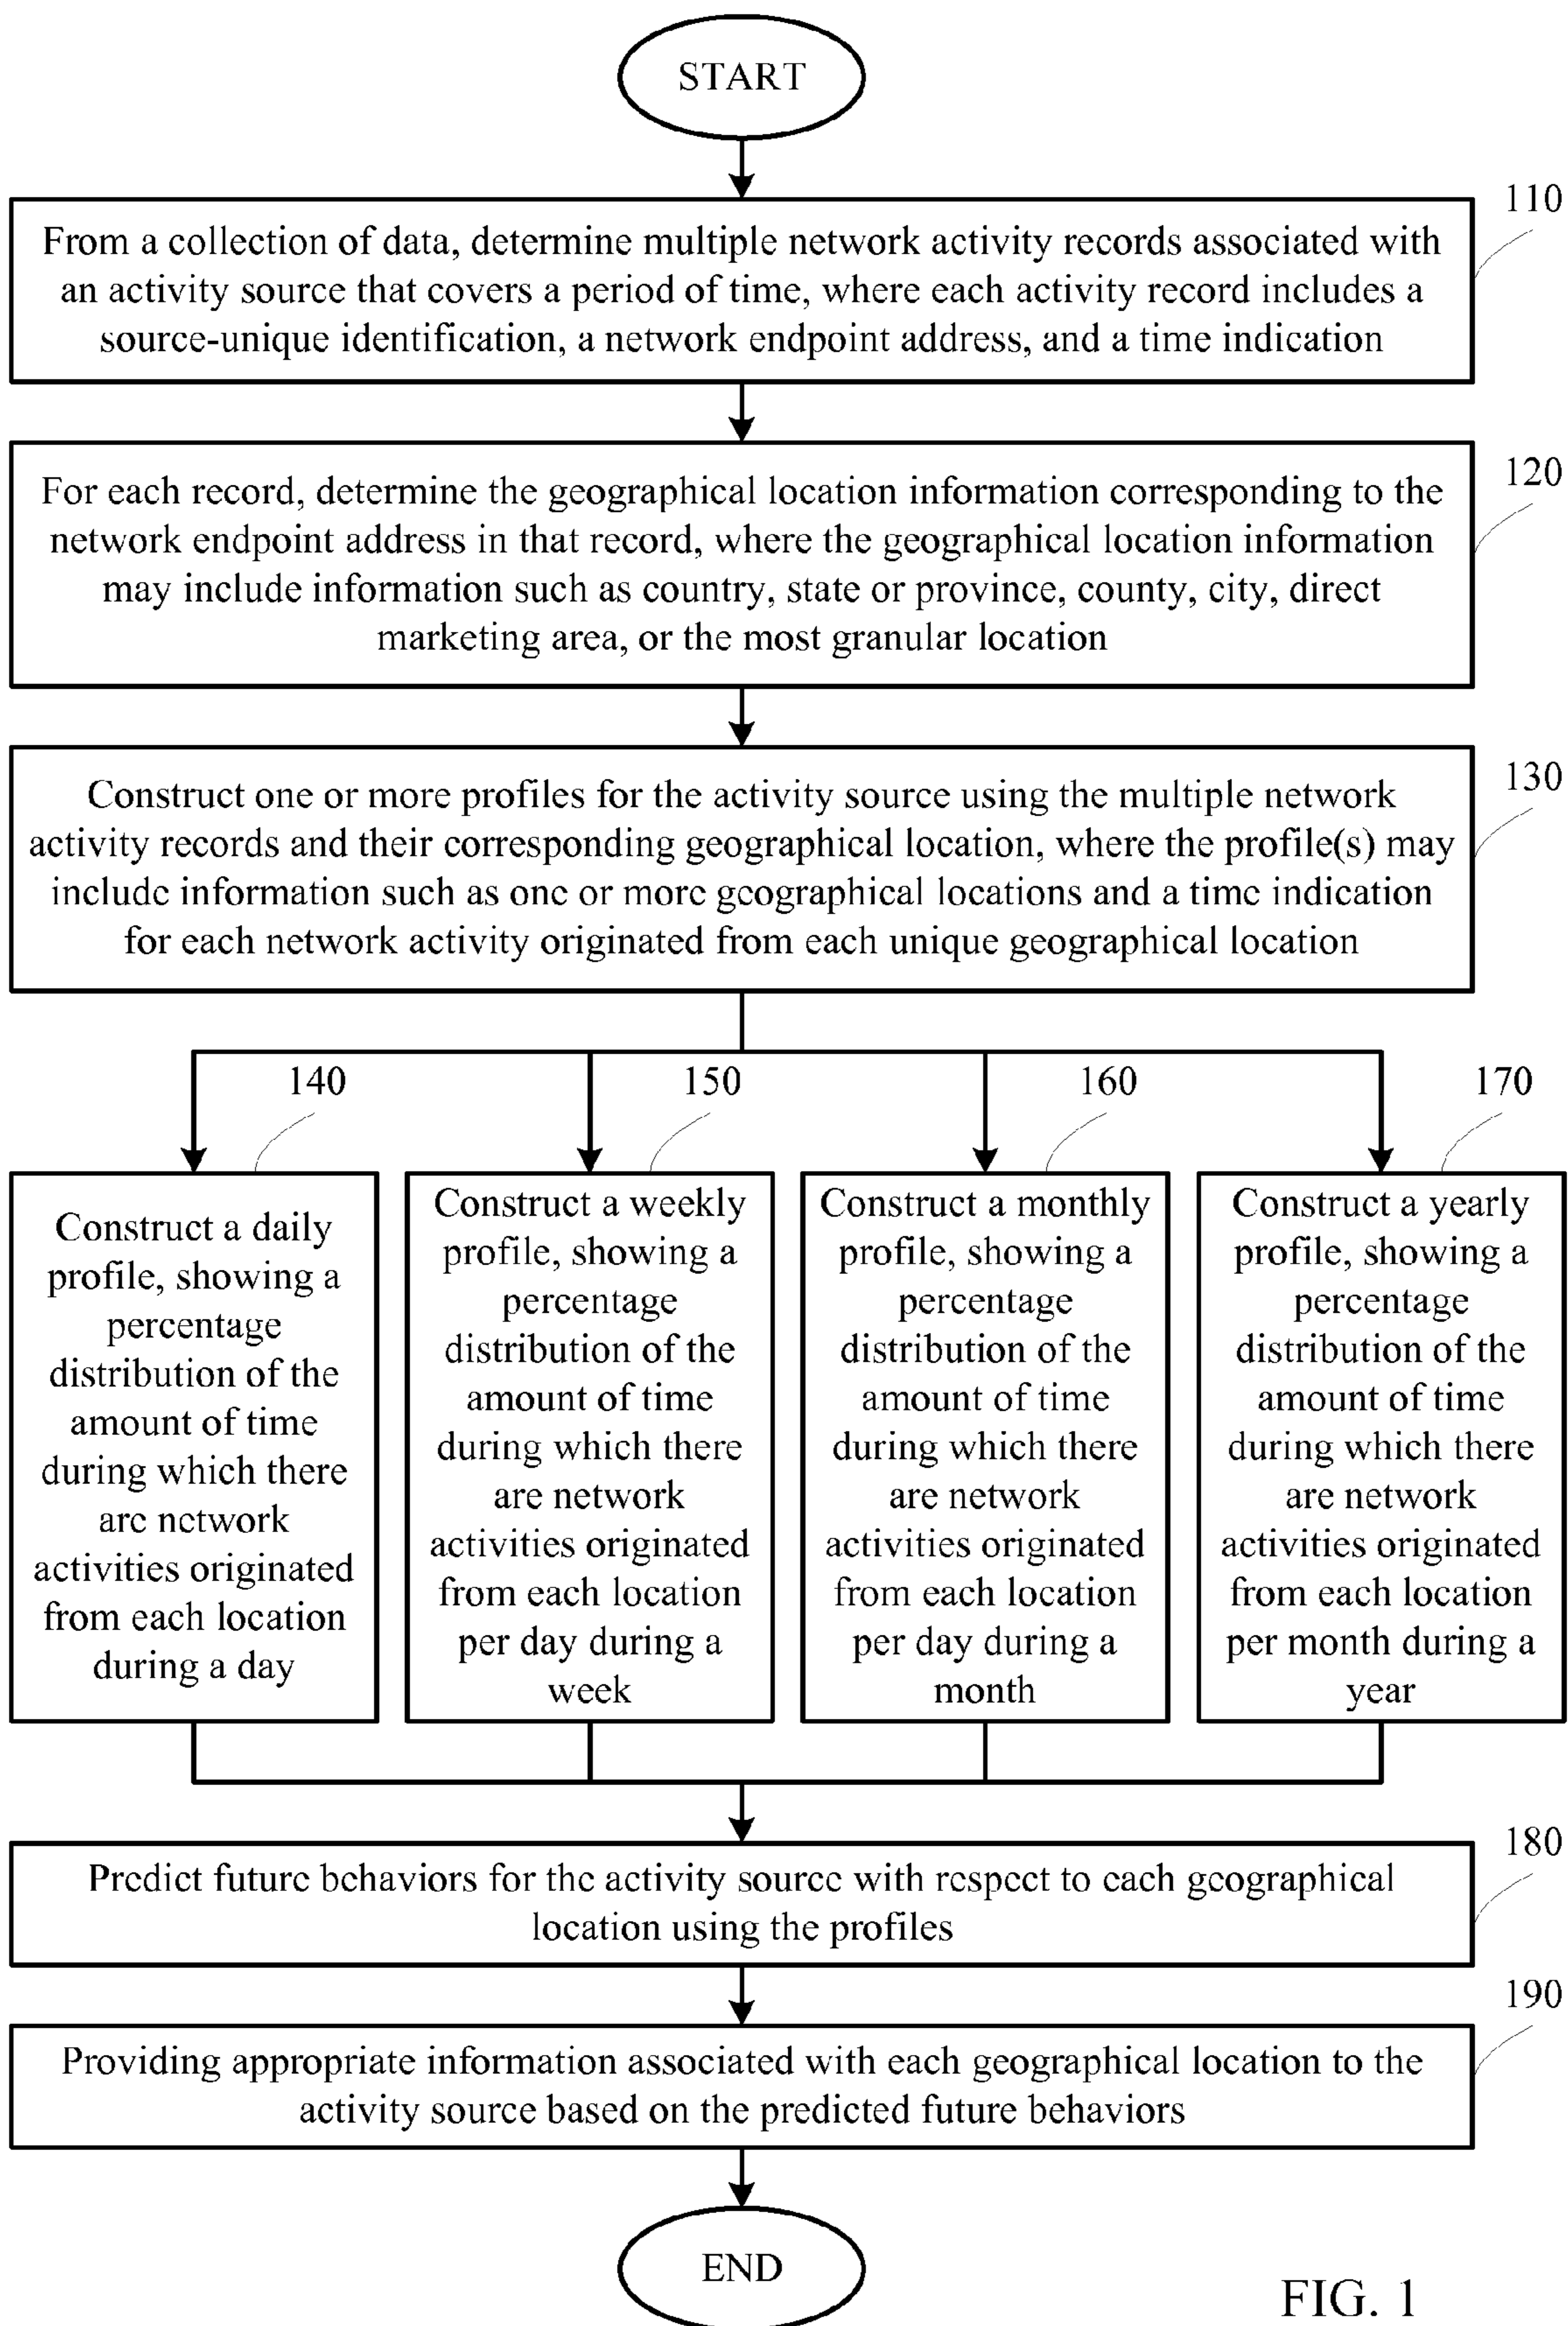 START
110
From a collection of data, determine multiple network activity records associated with
an activity source that covers a period of time, where each activity record includes a
source-unique identification, a network endpoint address, and a time indication
120
For each record, determine the geographical location information corresponding to the
network endpoint address in that record, where the geographical location information
may include information such as country, state or province, county, city, direct
marketing area, or the most granular location
130
Construct one or more profiles for the activity source using the multiple network
activity records and their corresponding geographical location, where the profile(s) may
include information such as one or more geographical locations and a time indication
for each network activity originated from each unique geographical location
140
Construct a daily
profile, showing a
percentage
distribution of the
amount of time
during which there
are network
activities originated
from each location
during a day
150
Construct a weekly
profile, showing a
percentage
distribution of the
amount of time
during which there
are network
activities originated
from each location
per day during a
week
160
Construct a monthly
profile, showing a
percentage
distribution of the
amount of time
during which there
are network
activities originated
from each location
per day during a
month
170
Construct a yearly
profile, showing a
percentage
distribution of the
amount of time
during which there
are network
activities originated
from each location
per month during a
year
180
Predict future behaviors for the activity source with respect to each geographical
location using the profiles
190
Providing appropriate information associated with each geographical location to the
activity source based on the predicted future behaviors
END
FIG. 1